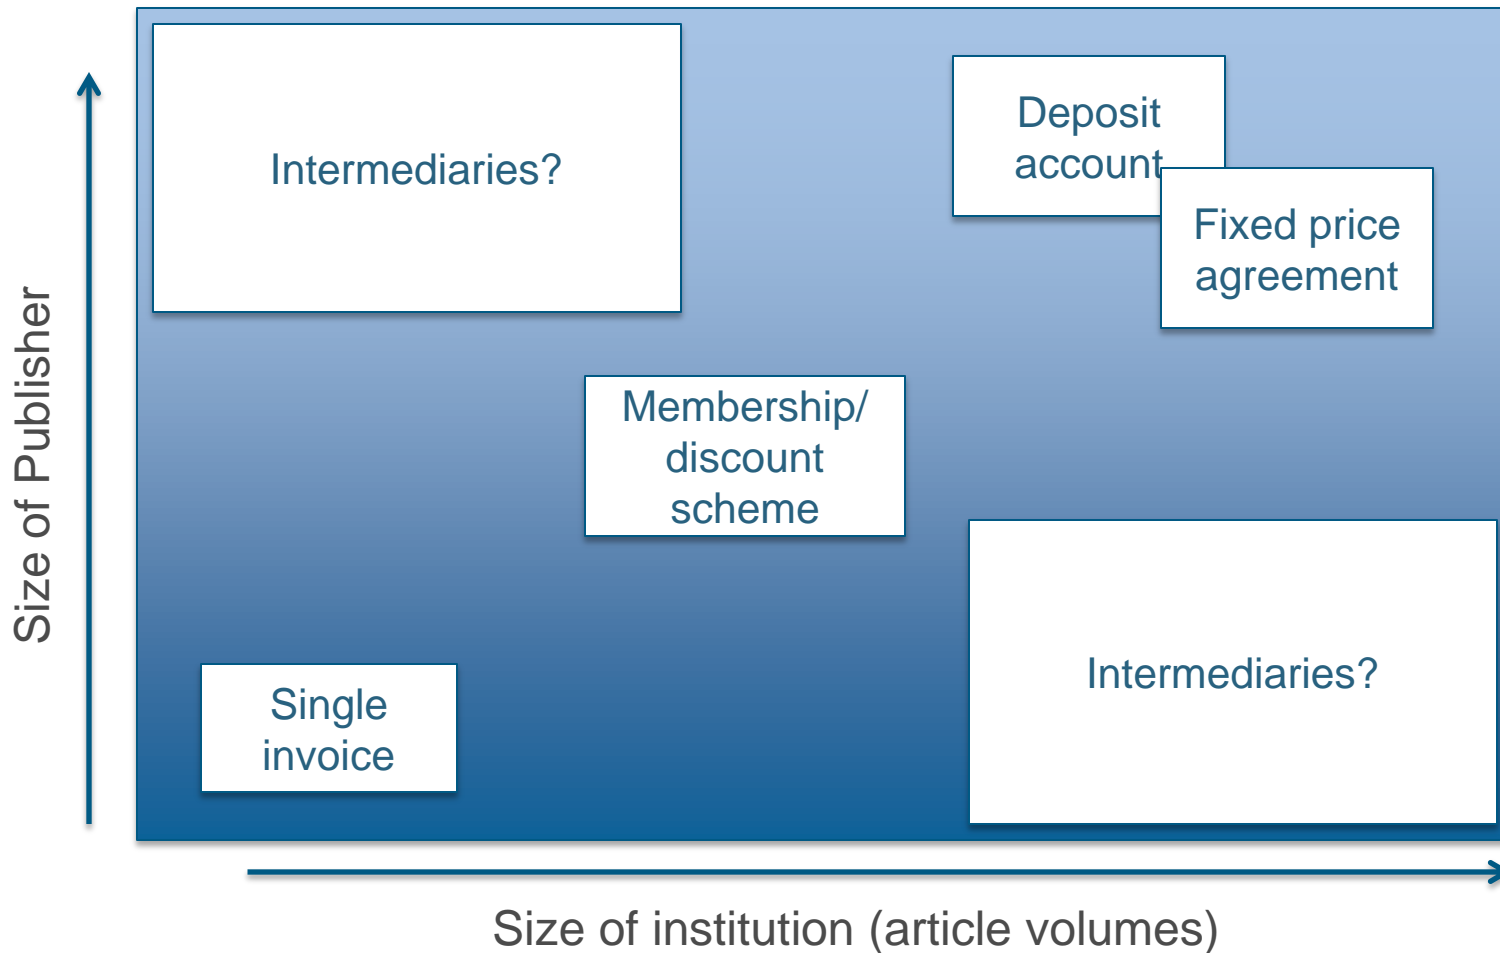 Intermediaries?
Deposit
account
Fixed price
agreement
Membership/
discount
scheme
Intermediaries?
Single
invoice
Size of Publisher
Size of institution (article volumes)